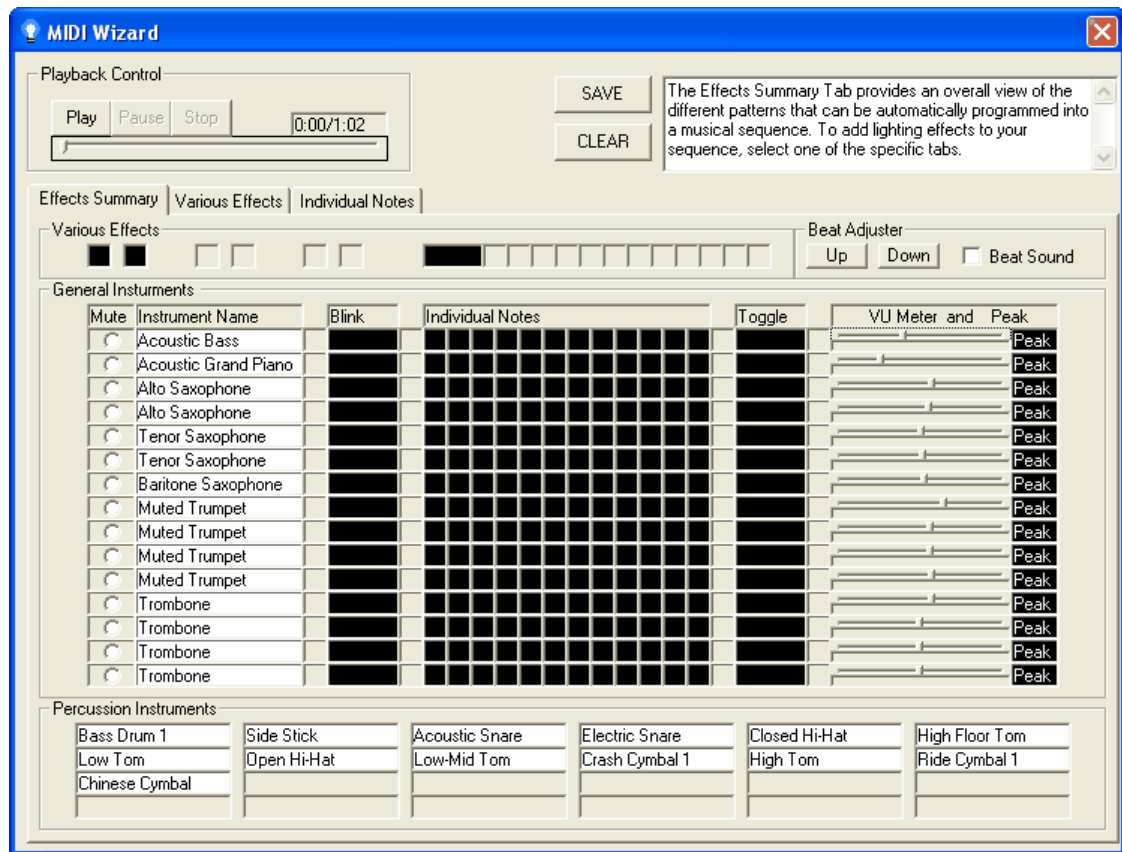 MIDI Wizard
Playback Control
Play Pause Stop 0:00/1:02
SAVE
CLEAR
The Effects Summary Tab provides an overall view of the
different patterns that can be automatically programmed into
a musical sequence. To add lighting effects to your
sequence, select one of the specific tabs.
Effects Summary Various Effects Individual Notes
Various Effects
Beat Adjuster
Up Down Beat Sound
General Insturments
Mute Instrument Name Blink Individual Notes Toggle VU Meter and Peak
Acoustic Bass Peak
Acoustic Grand Piano Peak
Alto Saxophone Peak
Alto Saxophone Peak
Tenor Saxophone Peak
Tenor Saxophone Peak
Baritone Saxophone Peak
Muted Trumpet Peak
Muted Trumpet Peak
Muted Trumpet Peak
Muted Trumpet Peak
Trombone Peak
Trombone Peak
Trombone Peak
Trombone Peak
Percussion Instruments
Bass Drum 1 Side Stick Acoustic Snare Electric Snare Closed Hi-Hat High Floor Tom
Low Tom Open Hi-Hat Low-Mid Tom Crash Cymbal 1 High Tom Ride Cymbal 1
Chinese Cymbal